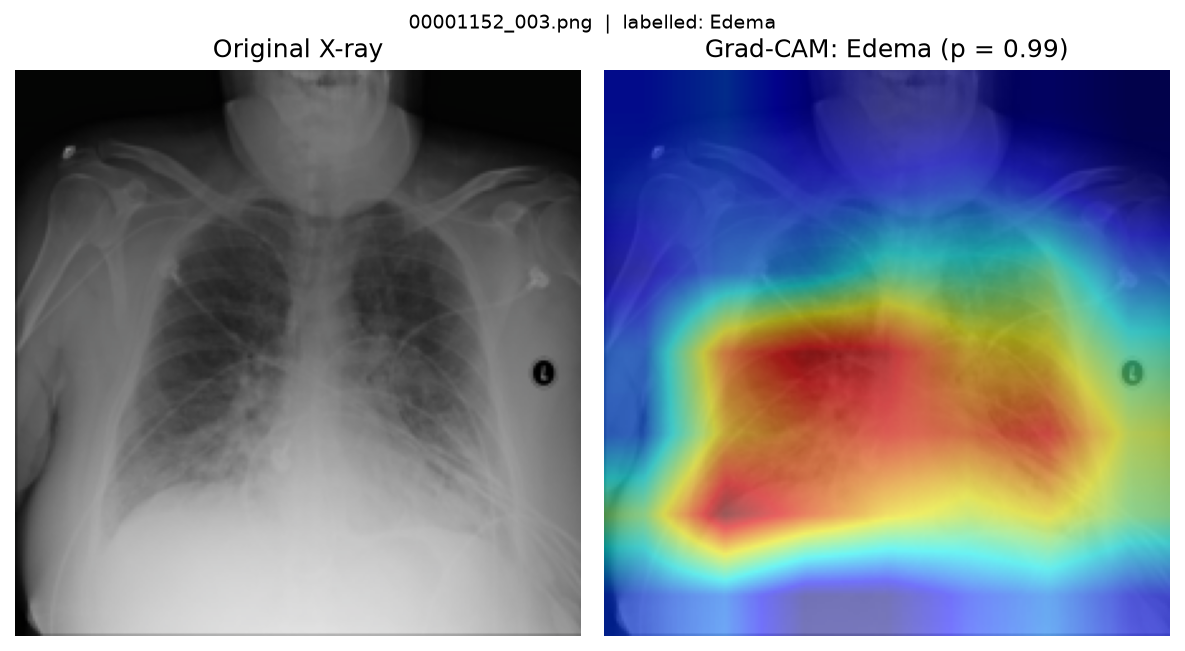 00001152_003.png | labelled: Edema
Original X-ray
Grad-CAM: Edema (p = 0.99)